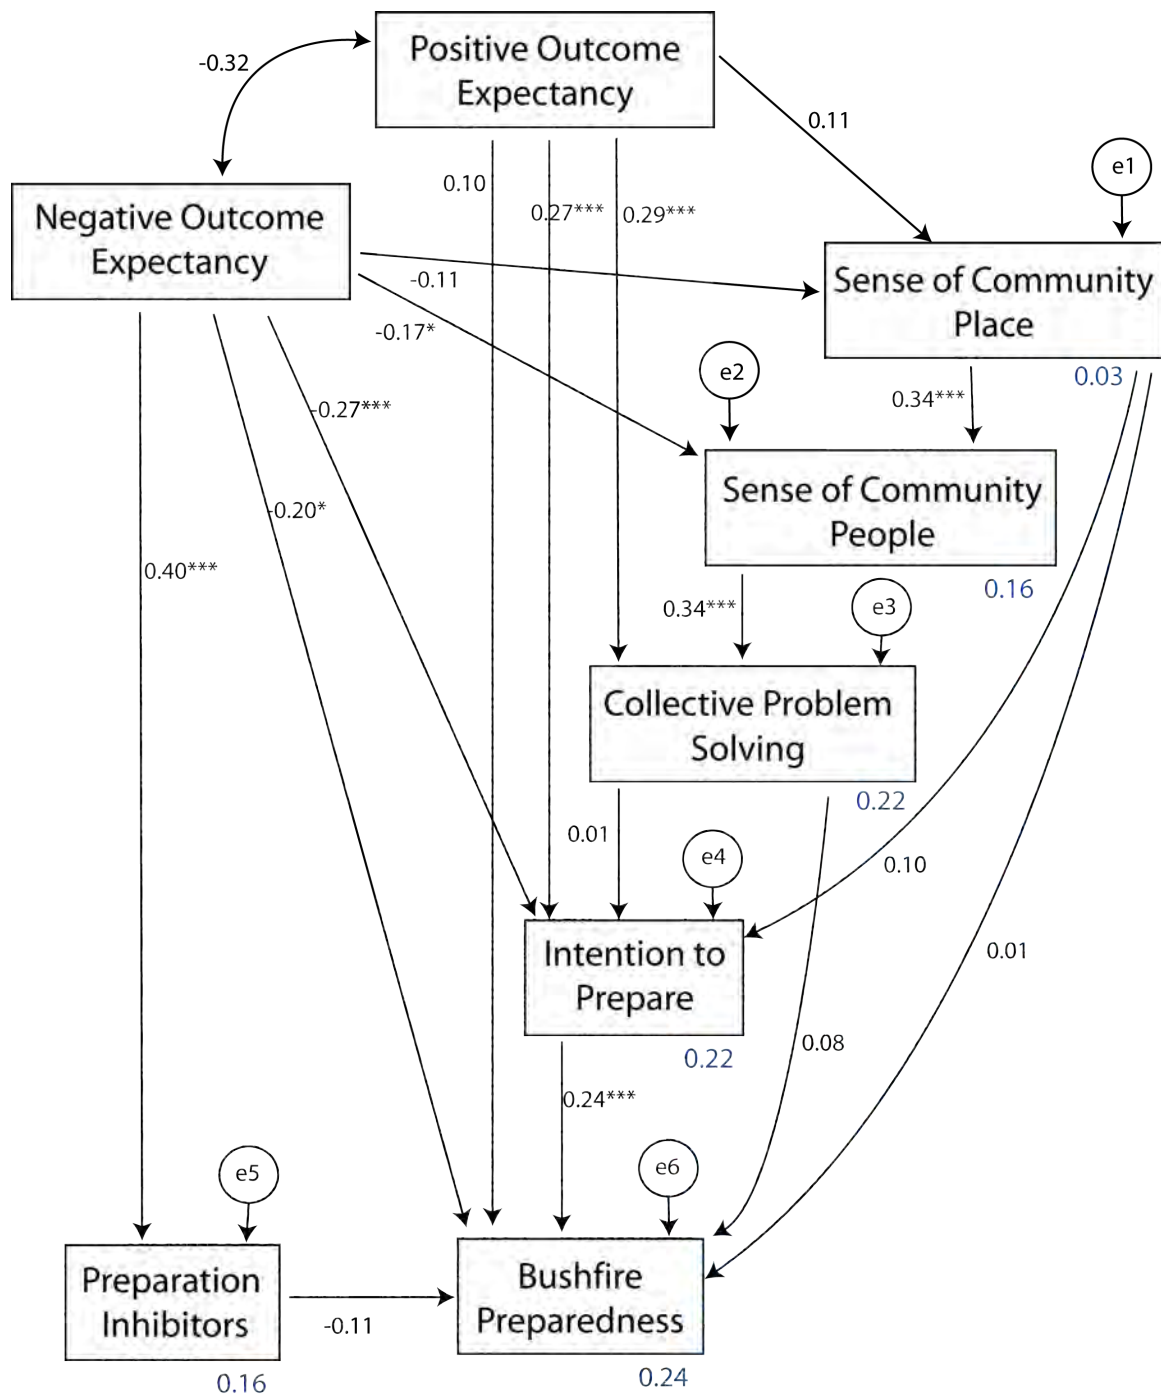 Positive Outcome
Expectancy
-0.32
0.11
e1
0.10
0.27***
0.29***
Negative Outcome
Expectancy
-0.11
-0.17*
Sense of Community
Place
0.03
e2
0.34***
-0.27***
Sense of Community
People
0.16
-0.20*
0.40***
0.34***
e3
Collective Problem
Solving
0.22
0.01
e4
0.10
Intention to
Prepare
0.22
0.01
0.08
0.24***
e5
e6
Preparation
Inhibitors
0.16
-0.11
Bushfire
Preparedness
0.24